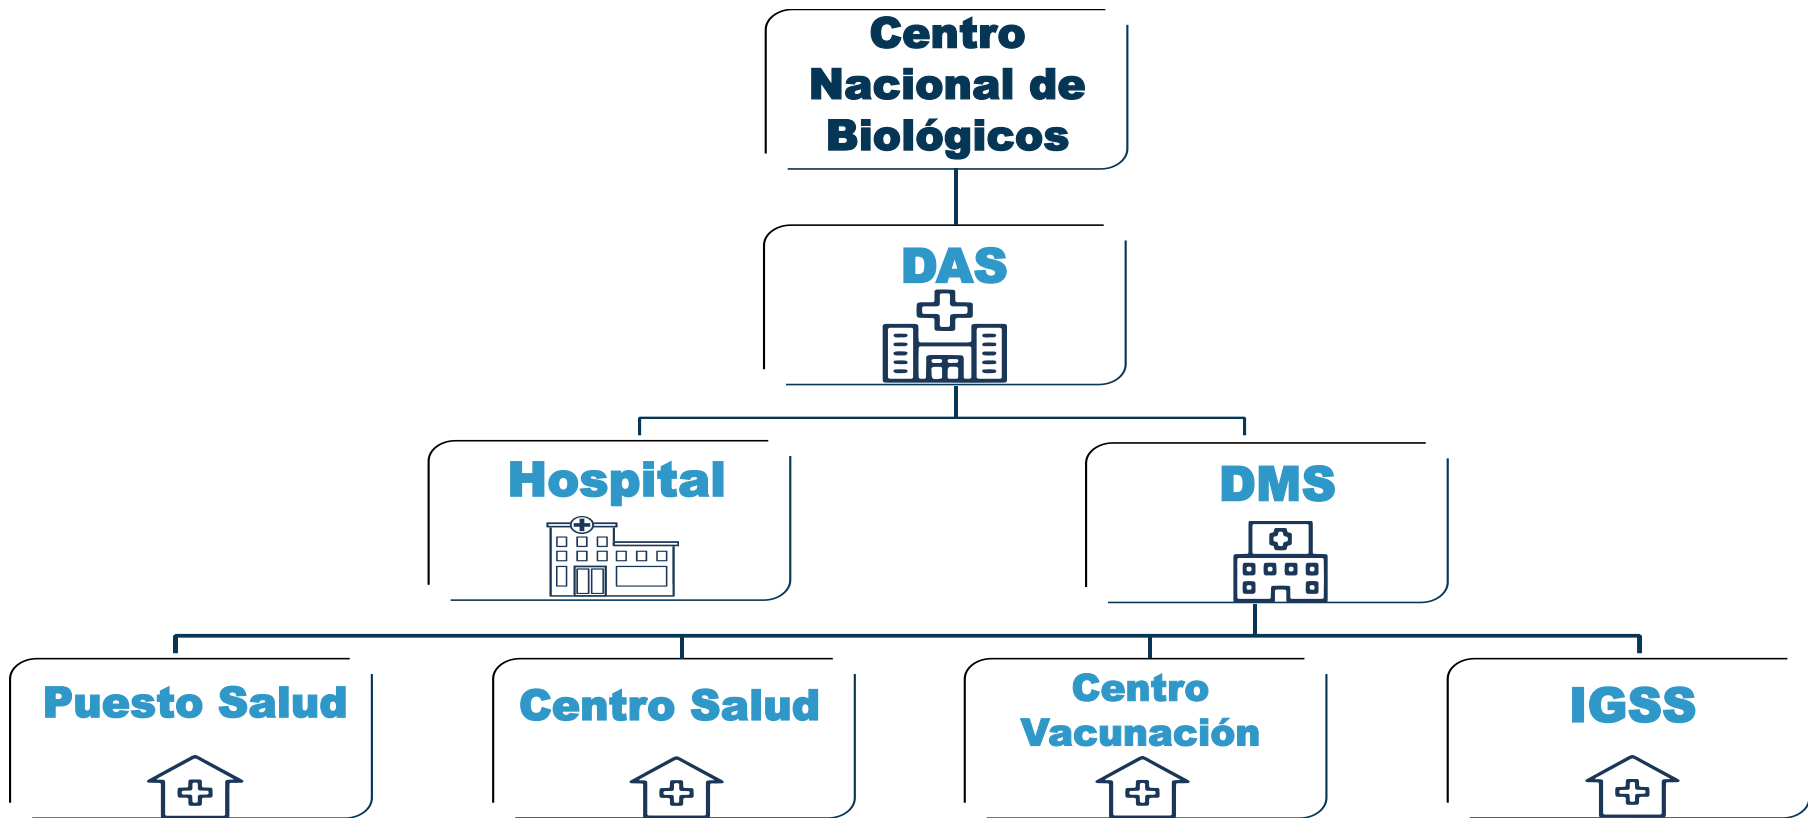 Centro
Nacional de
Biológicos
DAS
Hospital
DMS
Puesto Salud
Centro Salud
Centro
Vacunación
IGSS